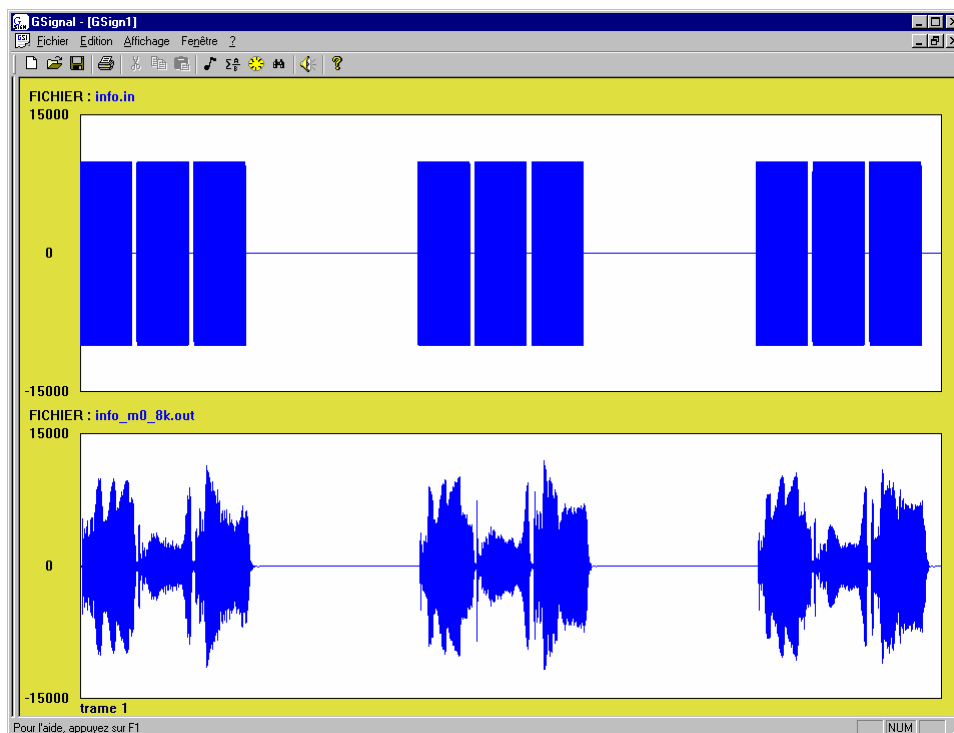 GSignal - [GSign1]
Fichier Edition Affichage Fenêtre ?
FICHIER : info.in
15000
0
-15000
FICHIER : info_m0_8k.out
15000
0
-15000
trame 1
Pour l'aide, appuyez sur F1
NUM